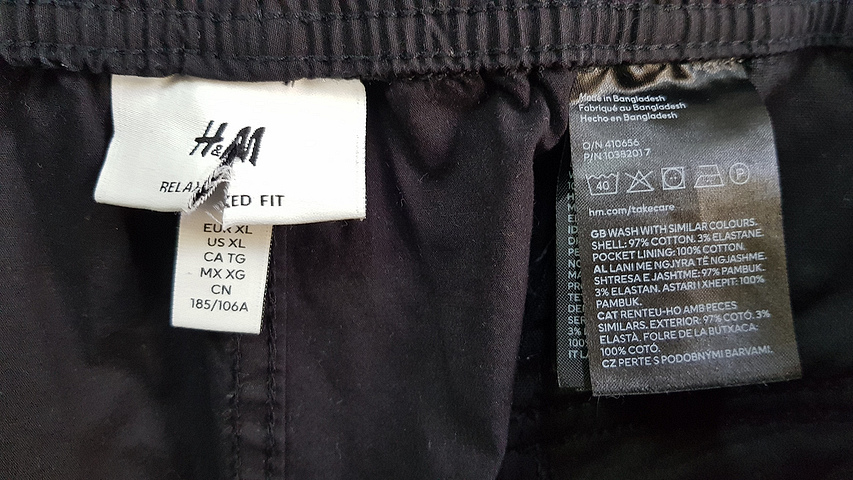 H&M
RELAXED FIT
EUR XL
US XL
CA TG
MX XG
CN
185/106A
Made in Bangladesh
Fabriqué au Bangladesh
Hecho en Bangladesh
O/N 410656
P/N 10382017
40
P
hm.com/takecare
GB WASH WITH SIMILAR COLOURS.
SHELL: 97% COTTON. 3% ELASTANE.
POCKET LINING: 100% COTTON.
AL LANI ME NGJYRA TË NGJASHME.
SHTRESA E JASHTME: 97% PAMBUK.
3% ELASTAN. ASTARI I XHEPIT: 100%
PAMBUK.
CAT RENTEU-HO AMB PECES
SIMILARS. EXTERIOR: 97% COTÓ. 3%
ELASTÀ. FOLRE DE LA BUTXACA:
100% COTÓ.
CZ PERTE S PODOBNÝMI BARVAMI.